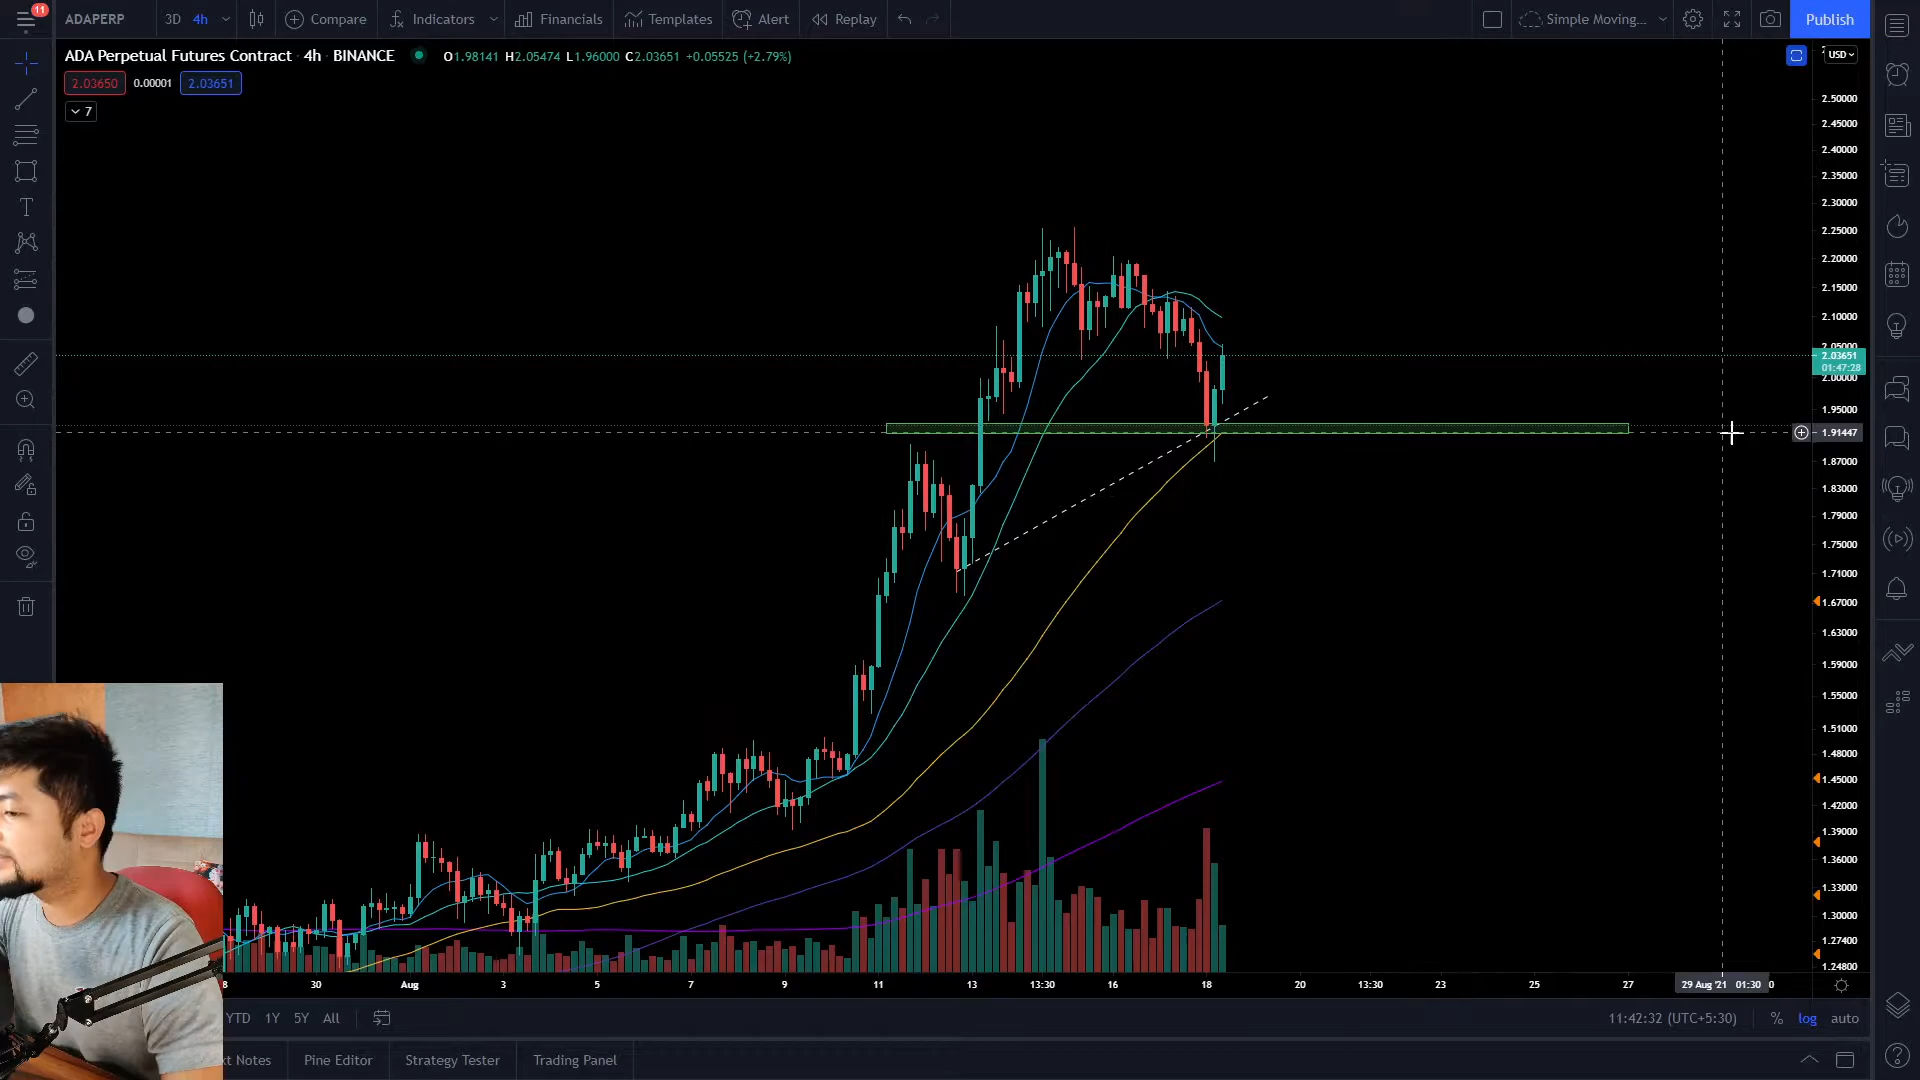 11
ADAPERP
3D 4h
Compare
Indicators
Financials
Templates
Alert
Replay
Simple Moving...
Publish
ADA Perpetual Futures Contract · 4h · BINANCE
O1.98141 H2.05474 L1.96000 C2.03651 +0.05525 (+2.79%)
USD
2.03650 0.00001 2.03651
7
2.50000
2.45000
2.40000
2.35000
2.30000
2.25000
2.20000
2.15000
2.10000
2.05000
2.03651
01:47:28
2.00000
1.95000
1.91447
1.87000
1.83000
1.79000
1.75000
1.71000
1.67000
1.63000
1.59000
1.55000
1.51000
1.48000
1.45000
1.42000
1.39000
1.36000
1.33000
1.30000
1.27400
1.24800
8 30 Aug 3 5 7 9 11 13 13:30 16 18 20 13:30 23 25 27 29 Aug '21 01:30 0
YTD 1Y 5Y All
11:42:32 (UTC+5:30) % log auto
xt Notes Pine Editor Strategy Tester Trading Panel